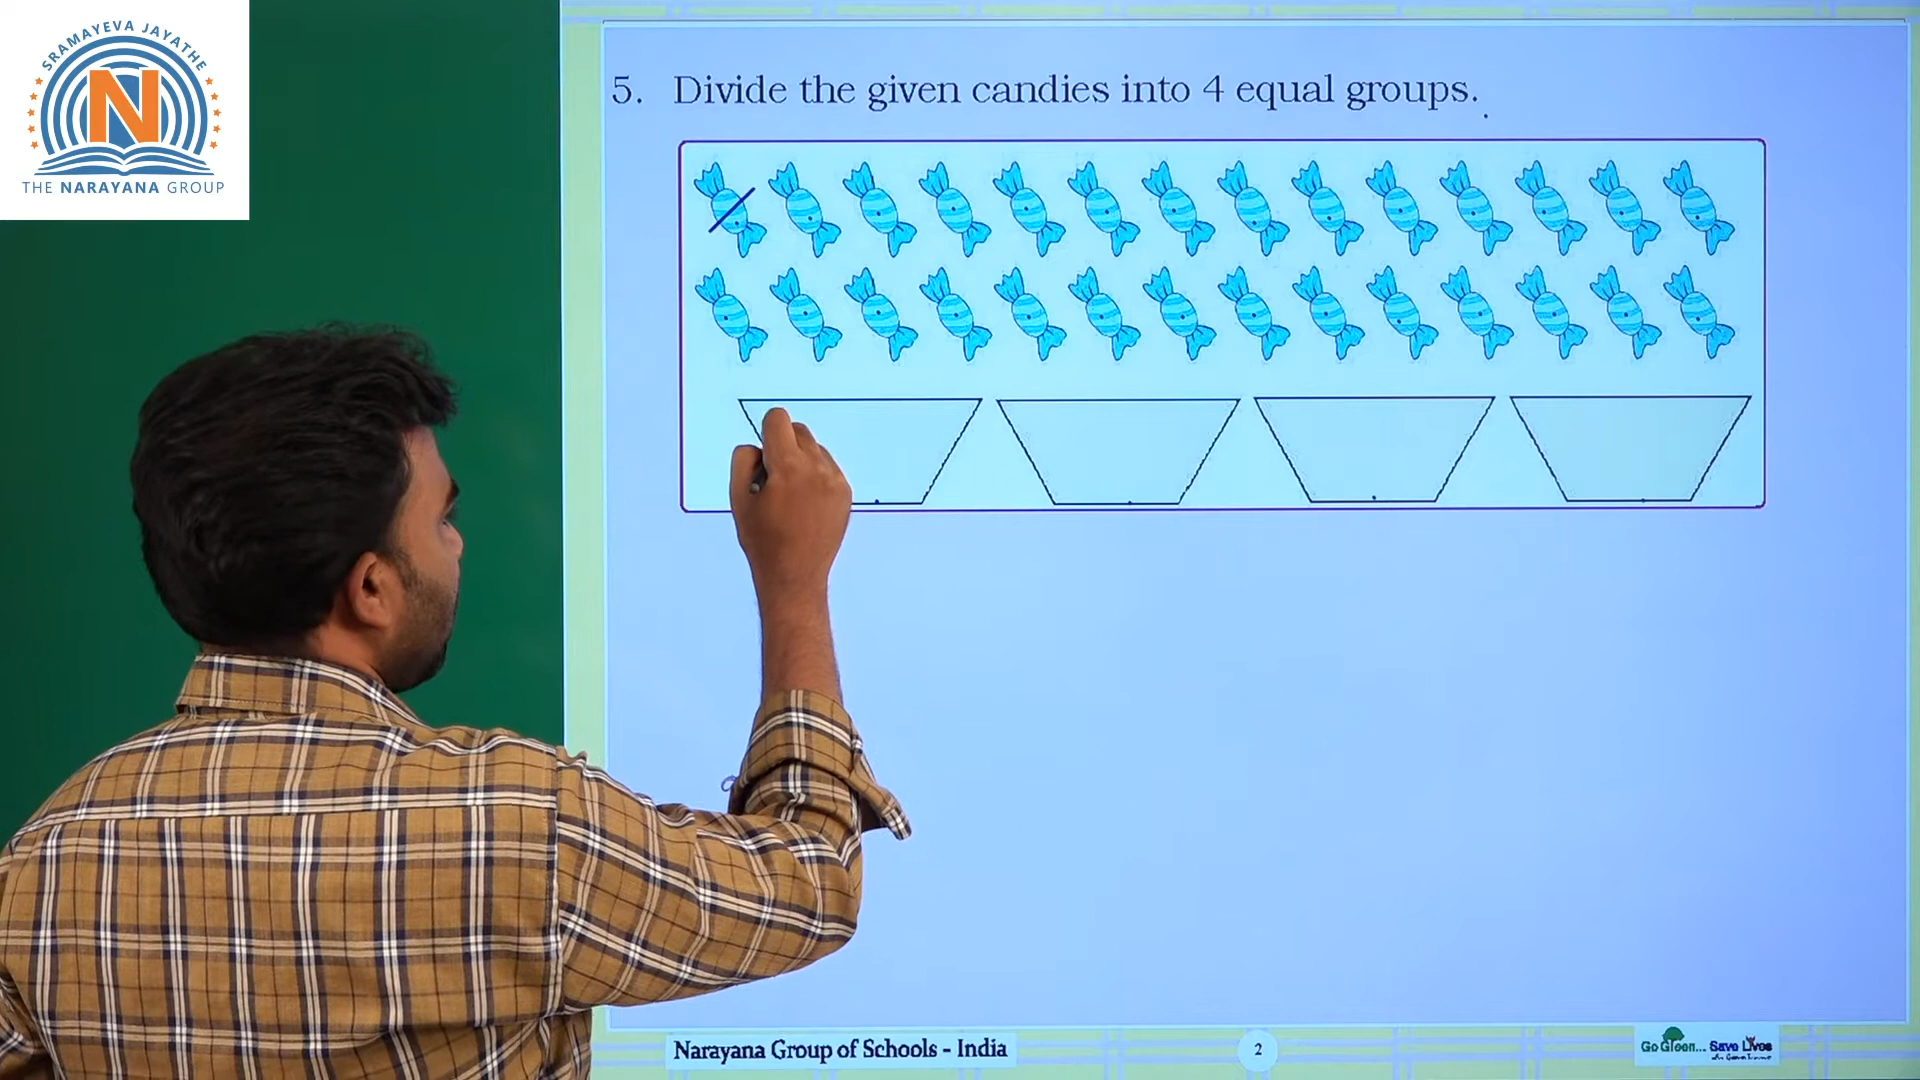 SRAMAYEVA JAYATHE
N
THE NARAYANA GROUP
5. Divide the given candies into 4 equal groups.
Narayana Group of Schools - India
2
Go Green... Save Lives